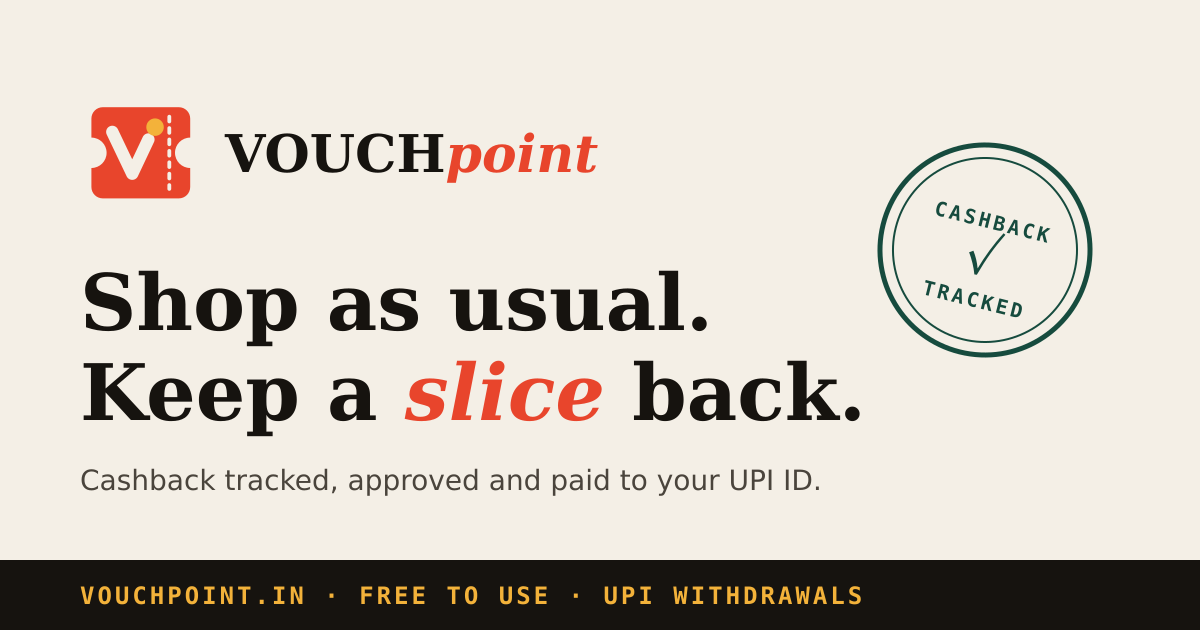 VOUCHpoint
CASHBACK
✓
TRACKED
Shop as usual.
Keep a slice back.
Cashback tracked, approved and paid to your UPI ID.
VOUCHPOINT.IN · FREE TO USE · UPI WITHDRAWALS